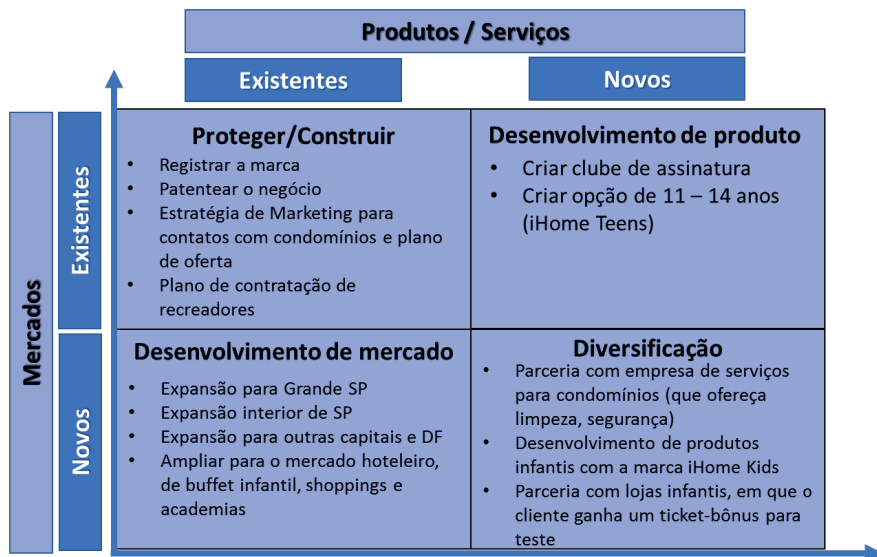 Produtos / Serviços
Existentes
Novos
Mercados
Existentes
Proteger/Construir
• Registrar a marca
• Patentear o negócio
• Estratégia de Marketing para
contatos com condomínios e plano
de oferta
• Plano de contratação de
recreadores
Desenvolvimento de produto
• Criar clube de assinatura
• Criar opção de 11 – 14 anos
(iHome Teens)
Novos
Desenvolvimento de mercado
• Expansão para Grande SP
• Expansão interior de SP
• Expansão para outras capitais e DF
• Ampliar para o mercado hoteleiro,
de buffet infantil, shoppings e
academias
Diversificação
• Parceria com empresa de serviços
para condomínios (que ofereça
limpeza, segurança)
• Desenvolvimento de produtos
infantis com a marca iHome Kids
• Parceria com lojas infantis, em que o
cliente ganha um ticket-bônus para
teste